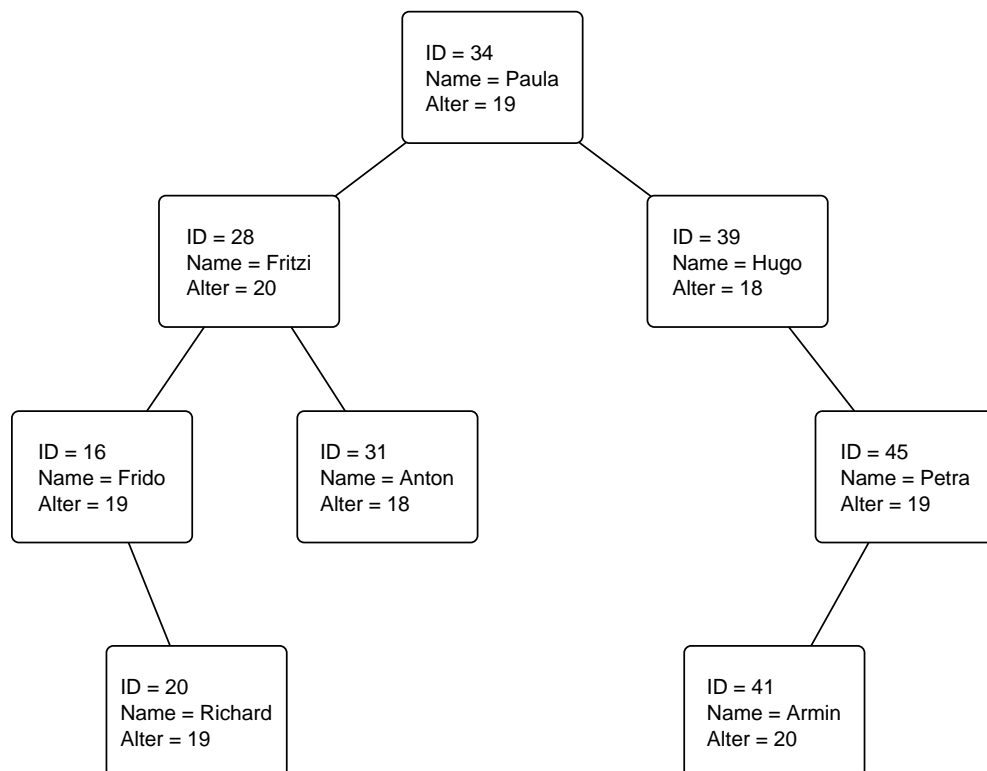 ID = 34
Name = Paula
Alter = 19
ID = 28
Name = Fritzi
Alter = 20
ID = 39
Name = Hugo
Alter = 18
ID = 16
Name = Frido
Alter = 19
ID = 31
Name = Anton
Alter = 18
ID = 45
Name = Petra
Alter = 19
ID = 20
Name = Richard
Alter = 19
ID = 41
Name = Armin
Alter = 20